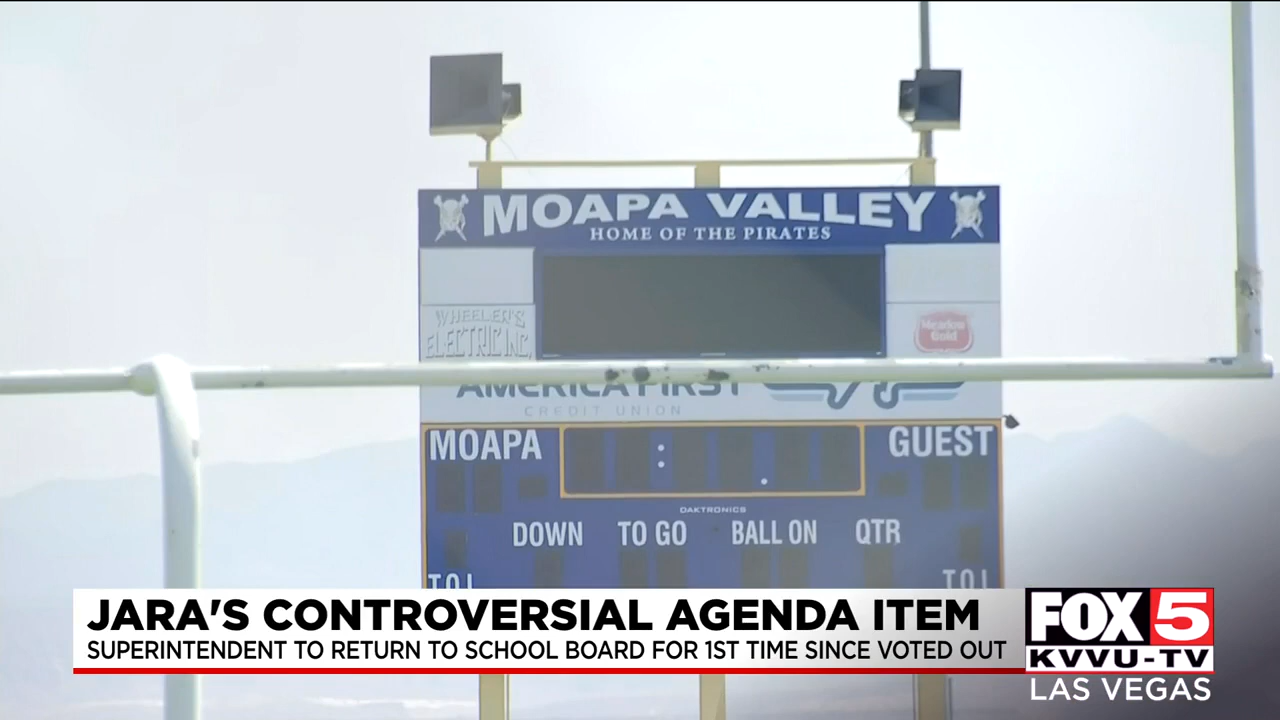 MOAPA VALLEY
HOME OF THE PIRATES
WHEELER'S
ELECTRIC INC.
Meadow
Gold
AMERICA FIRST
CREDIT UNION
MOAPA
:
.
GUEST
DAKTRONICS
DOWN TO GO BALL ON QTR
T.O.L. T.O.L.
JARA'S CONTROVERSIAL AGENDA ITEM
SUPERINTENDENT TO RETURN TO SCHOOL BOARD FOR 1ST TIME SINCE VOTED OUT
FOX 5
KVVU-TV
LAS VEGAS